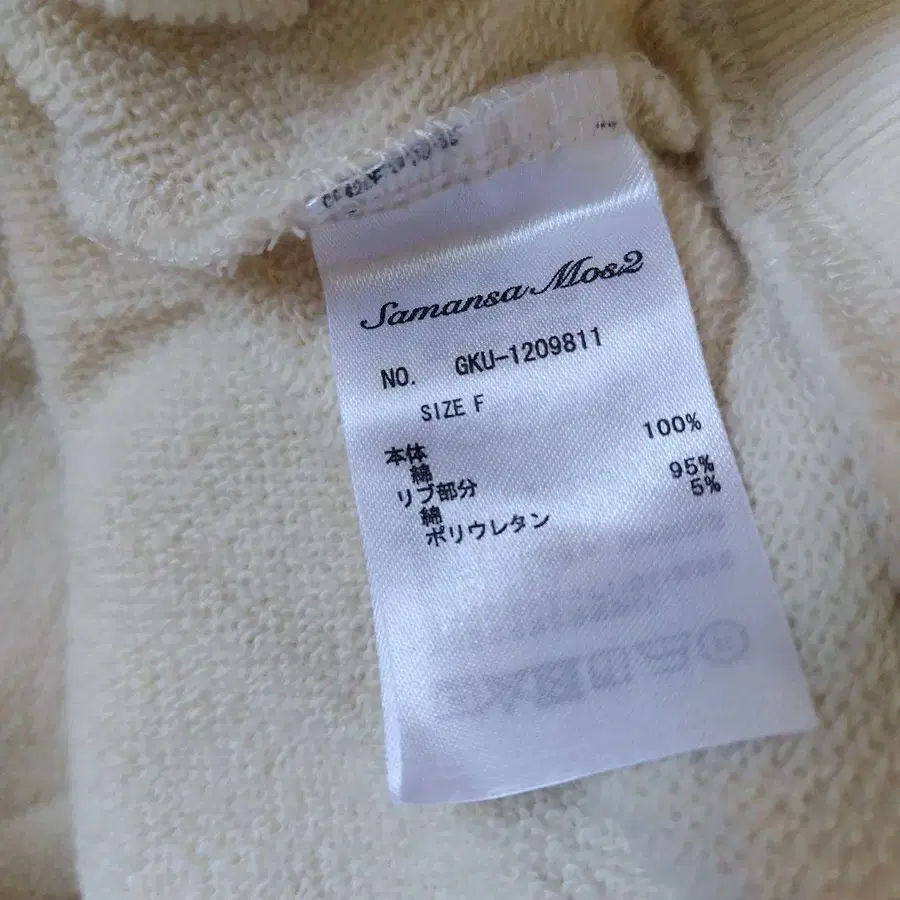 Samansa Mos2
NO. GKU-1209811
SIZE F
本体
綿 100%
リブ部分
綿 95%
ポリウレタン 5%